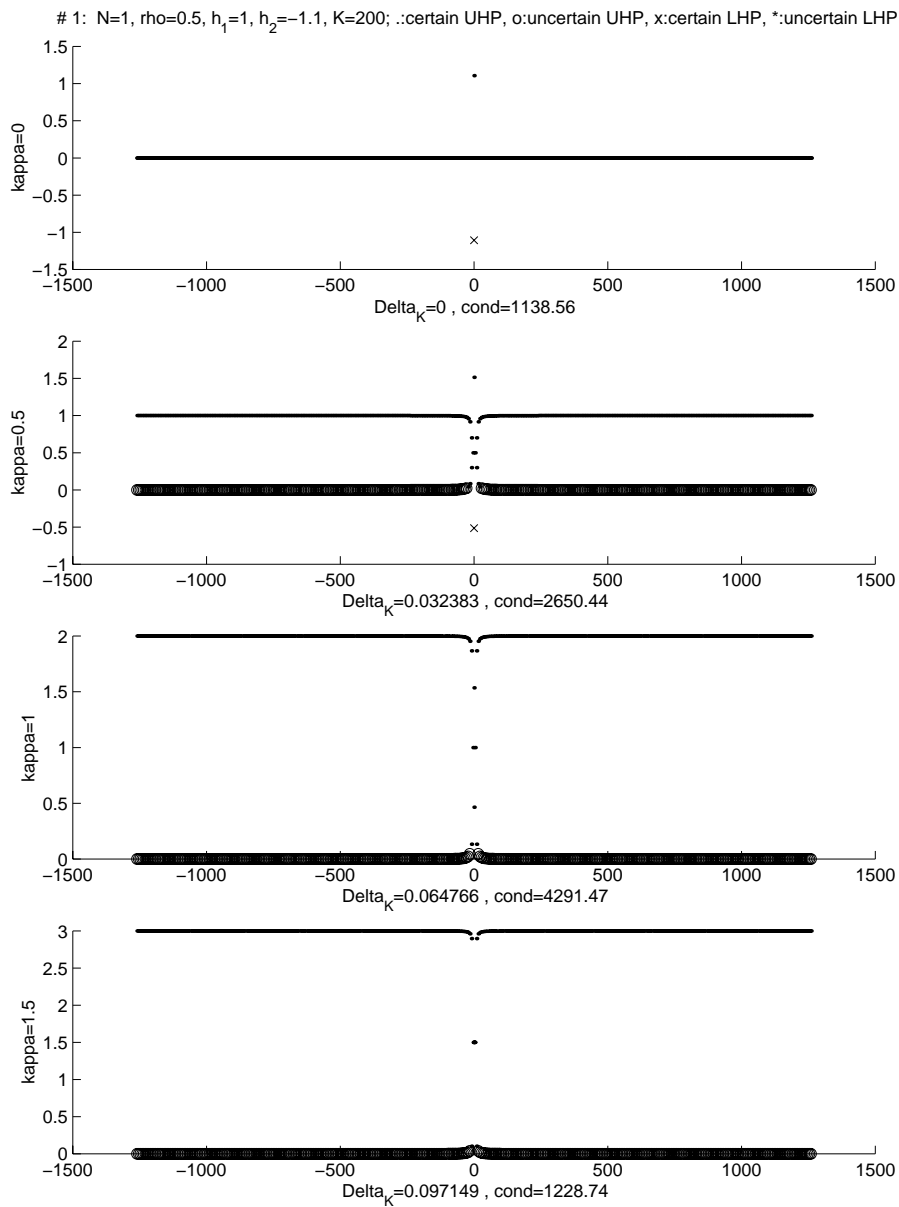 # 1: N=1, rho=0.5, h_1=1, h_2=−1.1, K=200; .:certain UHP, o:uncertain UHP, x:certain LHP, *:uncertain LHP
1.5
1
0.5
0
−0.5
−1
−1.5
kappa=0
−1500 −1000 −500 0 500 1000 1500
Delta_K=0 , cond=1138.56
2
1.5
1
0.5
0
−0.5
−1
kappa=0.5
−1500 −1000 −500 0 500 1000 1500
Delta_K=0.032383 , cond=2650.44
2
1.5
1
0.5
0
kappa=1
−1500 −1000 −500 0 500 1000 1500
Delta_K=0.064766 , cond=4291.47
3
2.5
2
1.5
1
0.5
0
kappa=1.5
−1500 −1000 −500 0 500 1000 1500
Delta_K=0.097149 , cond=1228.74